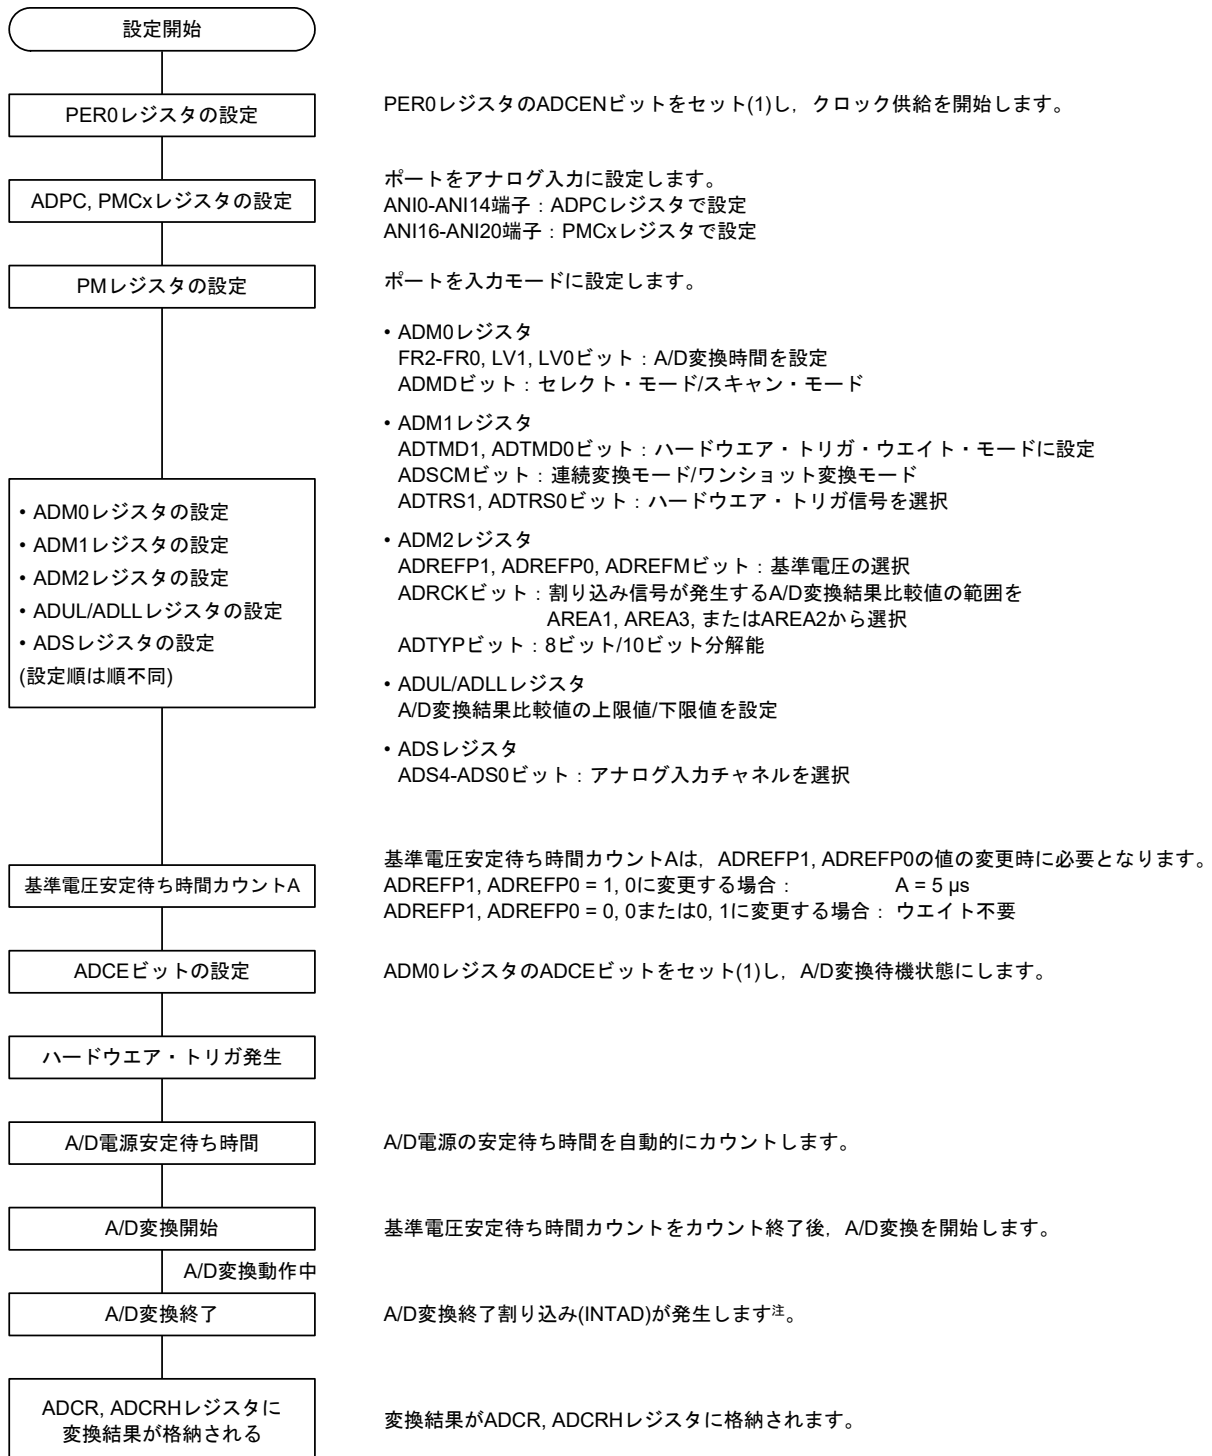 設定開始
PER0レジスタの設定
PER0レジスタのADCENビットをセット(1)し，クロック供給を開始します。
ADPC, PMCxレジスタの設定
ポートをアナログ入力に設定します。
ANI0-ANI14端子：ADPCレジスタで設定
ANI16-ANI20端子：PMCxレジスタで設定
PMレジスタの設定
ポートを入力モードに設定します。
• ADM0レジスタの設定
• ADM1レジスタの設定
• ADM2レジスタの設定
• ADUL/ADLLレジスタの設定
• ADSレジスタの設定
(設定順は順不同)
• ADM0レジスタ
FR2-FR0, LV1, LV0ビット：A/D変換時間を設定
ADMDビット：セレクト・モード/スキャン・モード
• ADM1レジスタ
ADTMD1, ADTMD0ビット：ハードウエア・トリガ・ウエイト・モードに設定
ADSCMビット：連続変換モード/ワンショット変換モード
ADTRS1, ADTRS0ビット：ハードウエア・トリガ信号を選択
• ADM2レジスタ
ADREFP1, ADREFP0, ADREFMビット：基準電圧の選択
ADRCKビット：割り込み信号が発生するA/D変換結果比較値の範囲を
AREA1, AREA3, またはAREA2から選択
ADTYPビット：8ビット/10ビット分解能
• ADUL/ADLLレジスタ
A/D変換結果比較値の上限値/下限値を設定
• ADSレジスタ
ADS4-ADS0ビット：アナログ入力チャネルを選択
基準電圧安定待ち時間カウントA
基準電圧安定待ち時間カウントAは，ADREFP1, ADREFP0の値の変更時に必要となります。
ADREFP1, ADREFP0 = 1, 0に変更する場合： A = 5 µs
ADREFP1, ADREFP0 = 0, 0または0, 1に変更する場合： ウエイト不要
ADCEビットの設定
ADM0レジスタのADCEビットをセット(1)し，A/D変換待機状態にします。
ハードウエア・トリガ発生
A/D電源安定待ち時間
A/D電源の安定待ち時間を自動的にカウントします。
A/D変換開始
基準電圧安定待ち時間カウントをカウント終了後，A/D変換を開始します。
A/D変換動作中
A/D変換終了
A/D変換終了割り込み(INTAD)が発生します注。
ADCR, ADCRHレジスタに
変換結果が格納される
変換結果がADCR, ADCRHレジスタに格納されます。